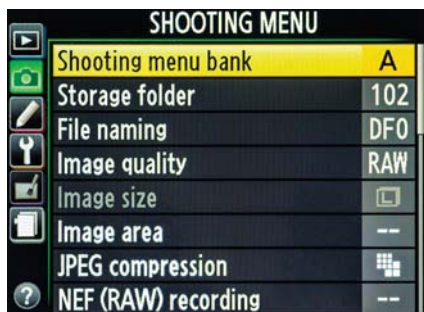 SHOOTING MENU
Shooting menu bank A
Storage folder 102
File naming DF0
Image quality RAW
Image size L
Image area --
JPEG compression
? NEF (RAW) recording --